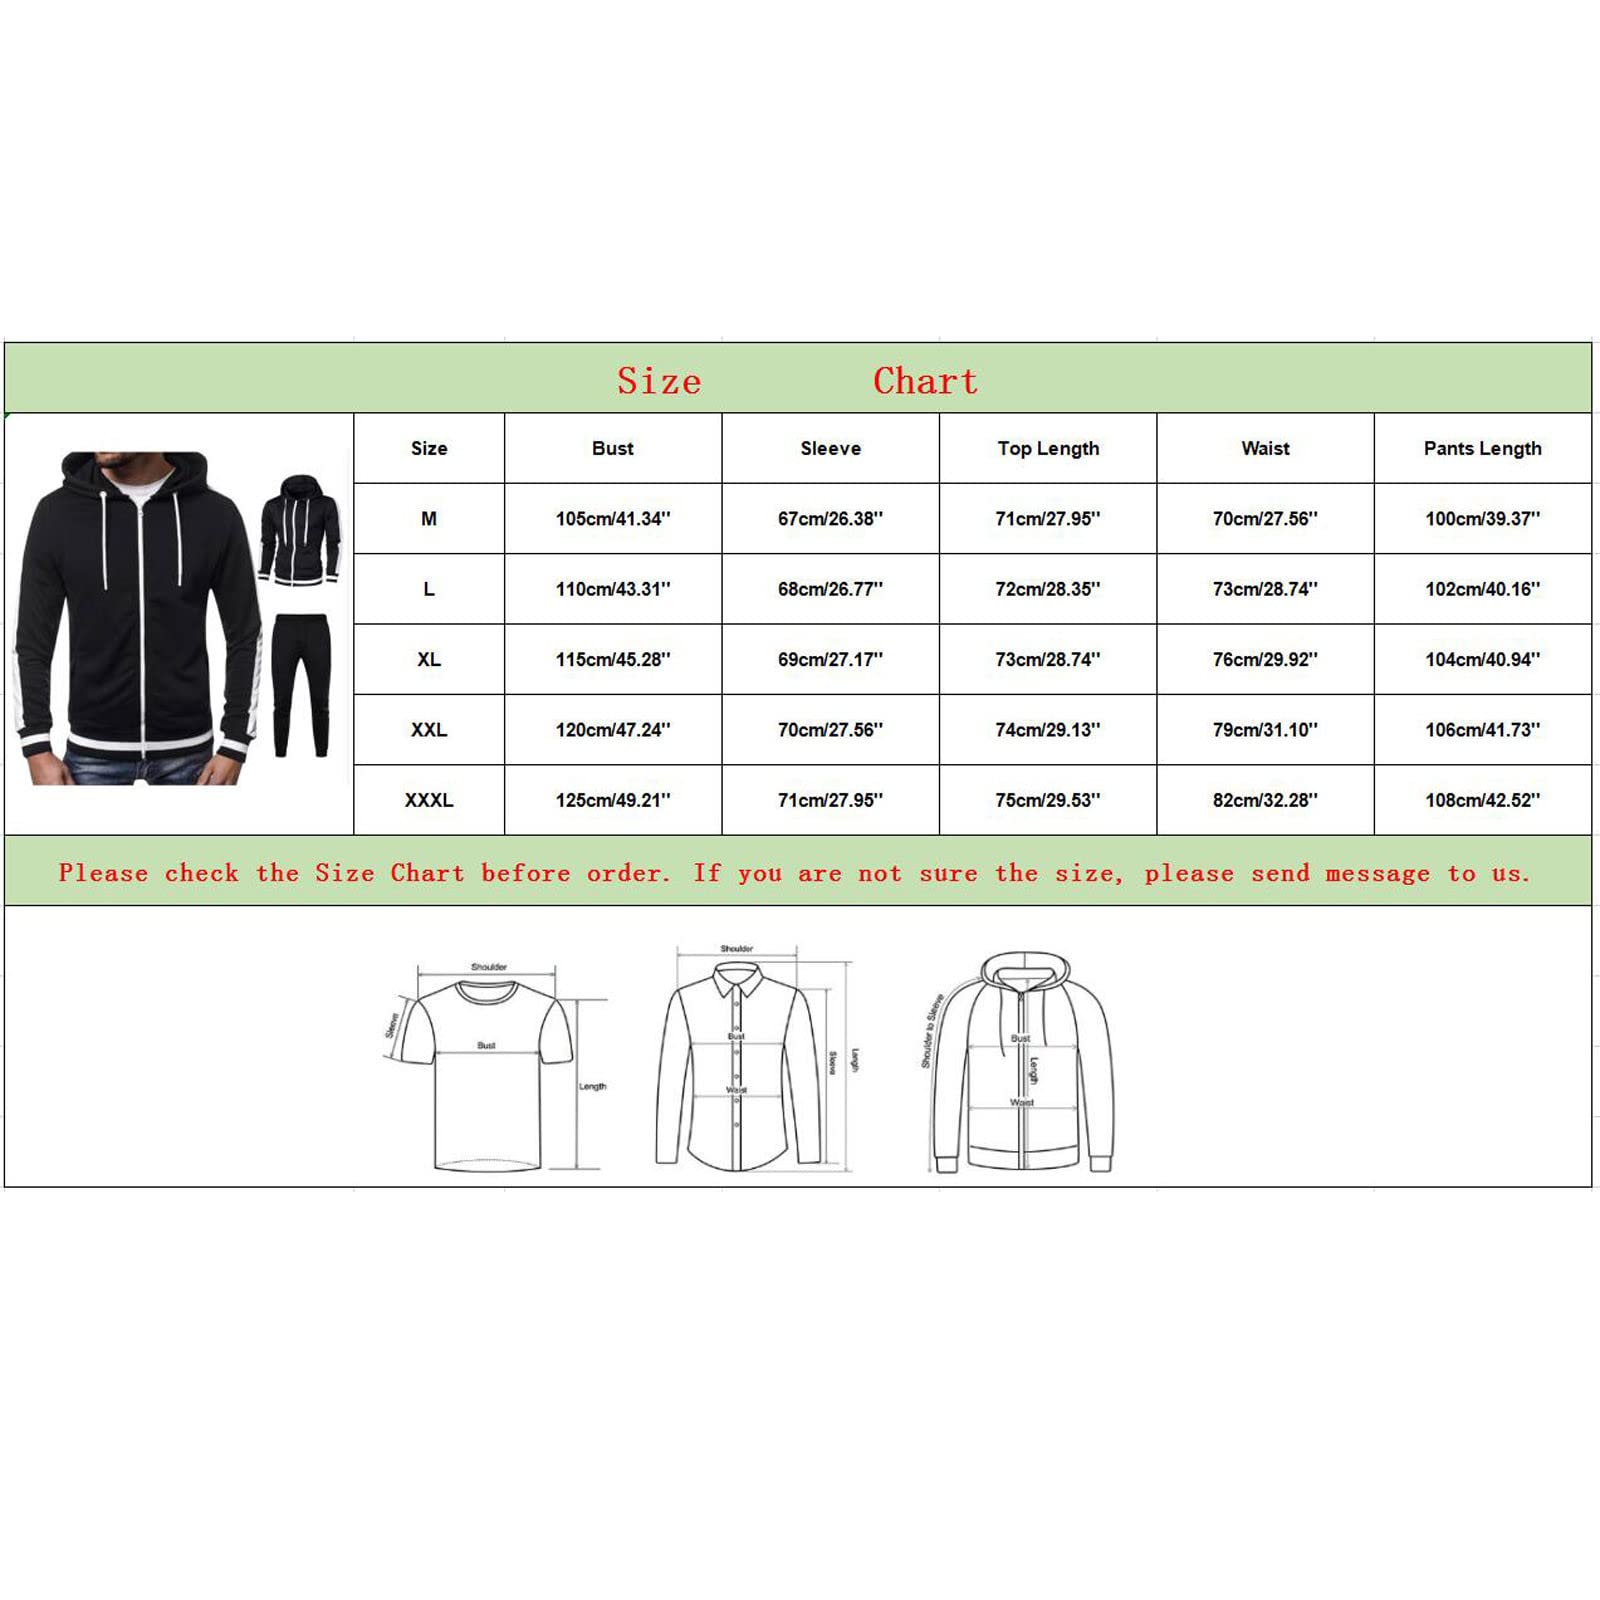 Size Chart
Size Bust Sleeve Top Length Waist Pants Length
M 105cm/41.34'' 67cm/26.38'' 71cm/27.95'' 70cm/27.56'' 100cm/39.37''
L 110cm/43.31'' 68cm/26.77'' 72cm/28.35'' 73cm/28.74'' 102cm/40.16''
XL 115cm/45.28'' 69cm/27.17'' 73cm/28.74'' 76cm/29.92'' 104cm/40.94''
XXL 120cm/47.24'' 70cm/27.56'' 74cm/29.13'' 79cm/31.10'' 106cm/41.73''
XXXL 125cm/49.21'' 71cm/27.95'' 75cm/29.53'' 82cm/32.28'' 108cm/42.52''
Please check the Size Chart before order. If you are not sure the size, please send message to us.
Shoulder
Sleeve
Bust
Length
Shoulder
Bust
Waist
Sleeve
Length
Shoulder to Sleeve
Bust
Length
Waist